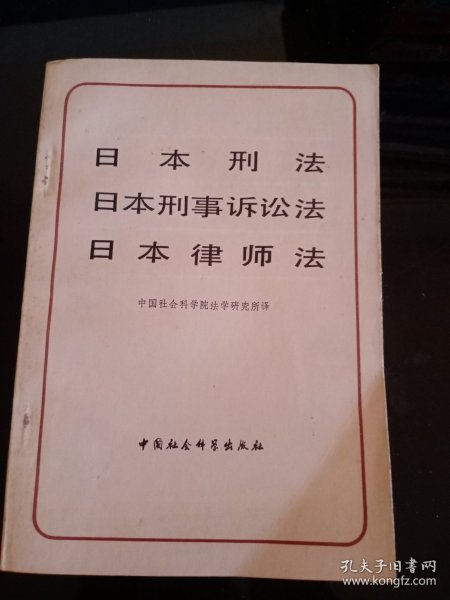 日本刑法
日本刑事诉讼法
日本律师法
中国社会科学院法学研究所译
中国社会科学出版社
孔夫子旧书网
www.kongfz.com